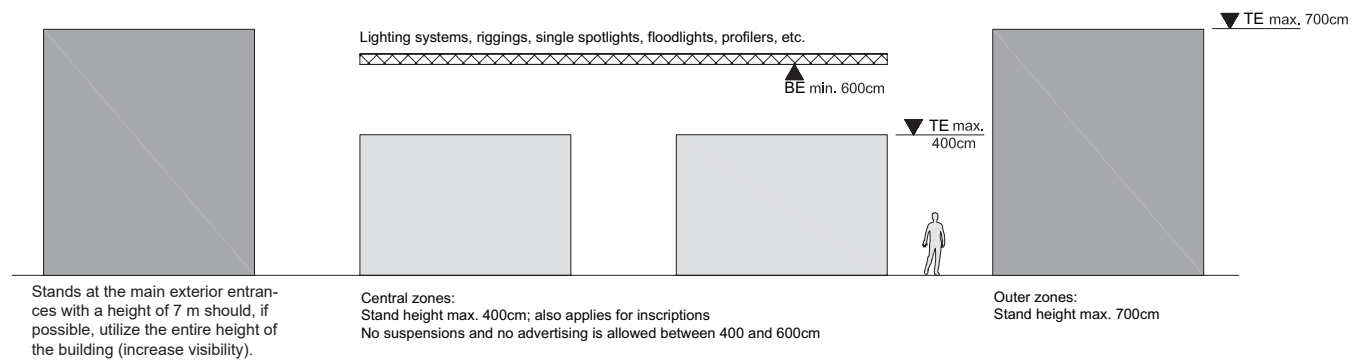 TE max. 700cm
Lighting systems, riggings, single spotlights, floodlights, profilers, etc.
BE min. 600cm
TE max.
400cm
Stands at the main exterior entran-
ces with a height of 7 m should, if
possible, utilize the entire height of
the building (increase visibility).
Central zones:
Stand height max. 400cm; also applies for inscriptions
No suspensions and no advertising is allowed between 400 and 600cm
Outer zones:
Stand height max. 700cm